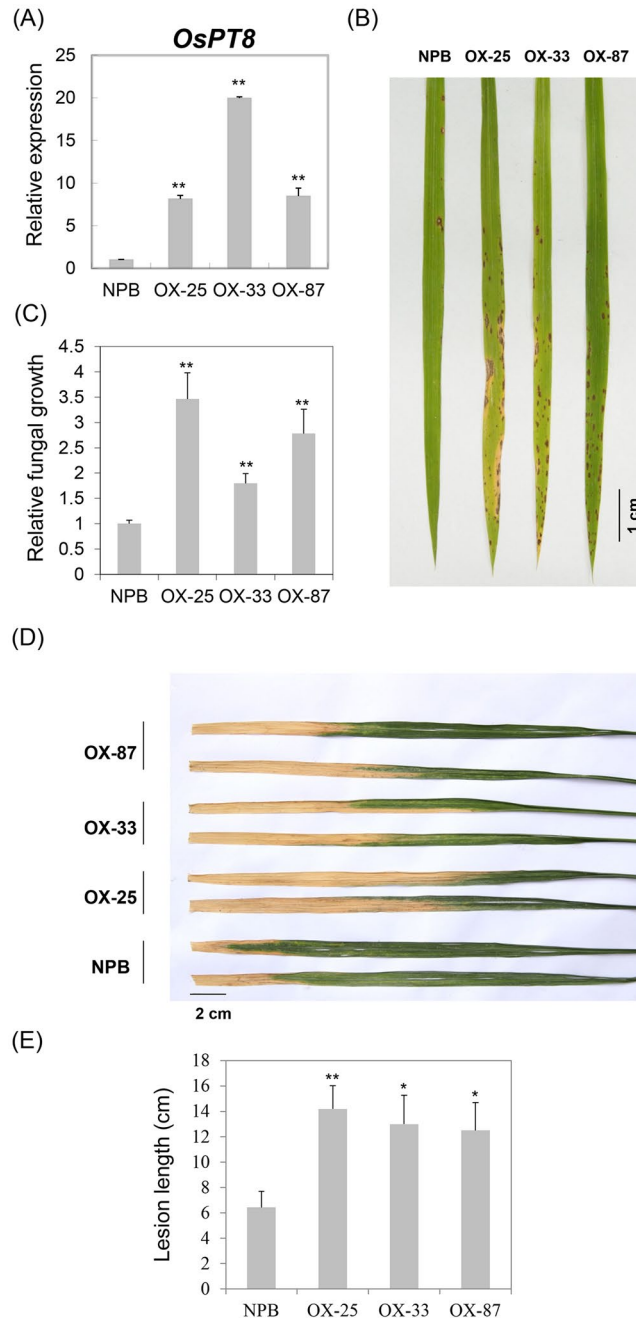 (A)
OsPT8
Relative expression
25
20
15
10
5
0
**
**
**
NPB OX-25 OX-33 OX-87
(B)
NPB OX-25 OX-33 OX-87
1 cm
(C)
Relative fungal growth
4.5
4
3.5
3
2.5
2
1.5
1
0.5
0
**
**
**
NPB OX-25 OX-33 OX-87
(D)
OX-87
OX-33
OX-25
NPB
2 cm
(E)
Lesion length (cm)
18
16
14
12
10
8
6
4
2
0
**
*
*
NPB OX-25 OX-33 OX-87